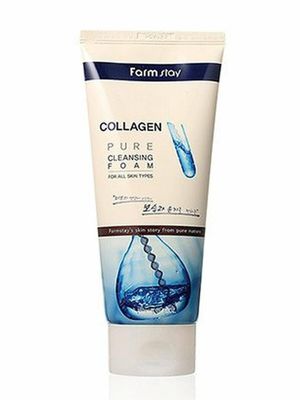 Farmstay
COLLAGEN
PURE
CLEANSING
FOAM
FOR ALL SKIN TYPES
Farmstay's skin story from pure nature